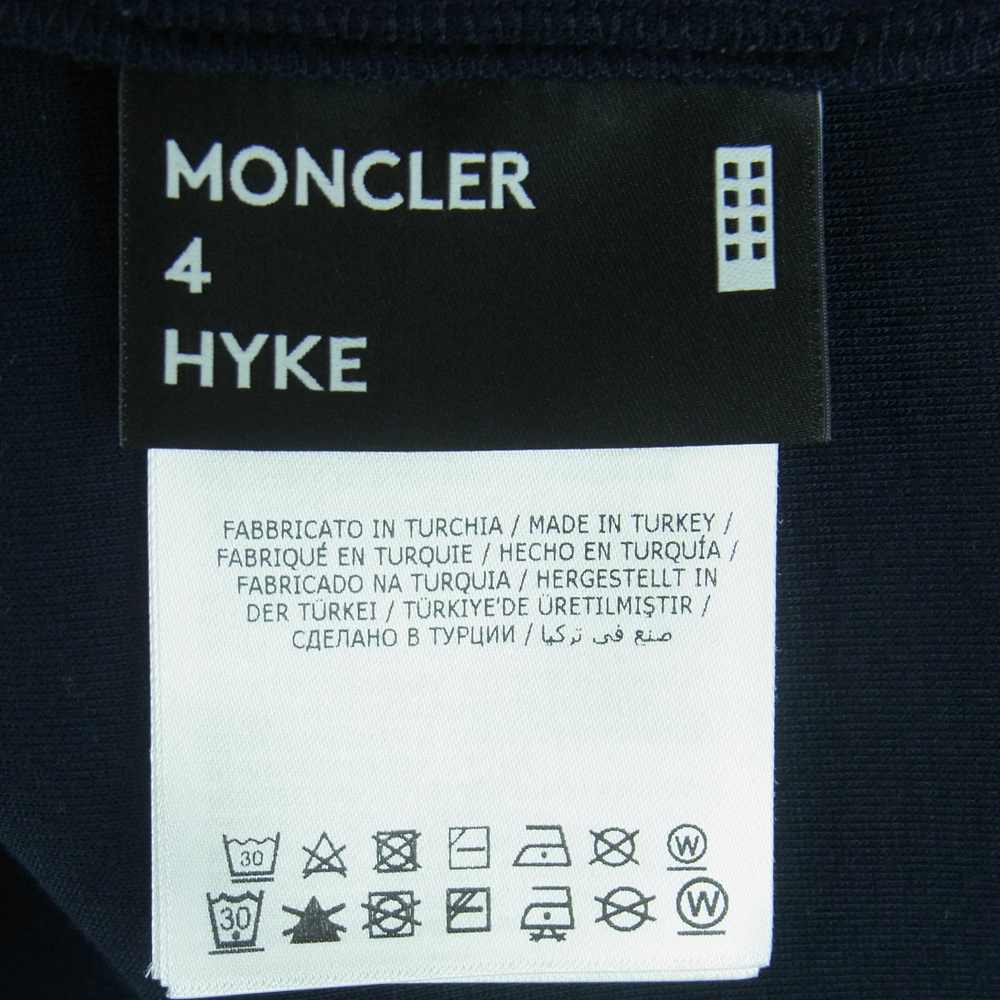 MONCLER
4
HYKE
FABBRICATO IN TURCHIA / MADE IN TURKEY /
FABRIQUÉ EN TURQUIE / HECHO EN TURQUÍA /
FABRICADO NA TURQUIA / HERGESTELLT IN
DER TÜRKEI / TÜRKIYE'DE ÜRETILMIŞTIR /
СДЕЛАНО В ТУРЦИИ / صنع في تركيا
30 W
30 W